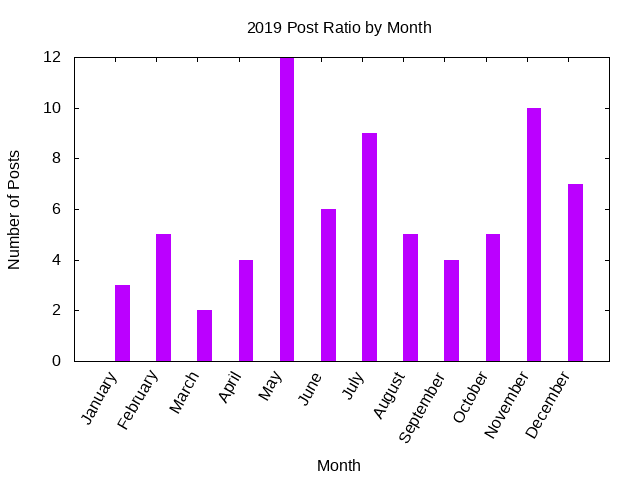 2019 Post Ratio by Month
12
10
8
6
4
2
0
Number of Posts
January
February
March
April
May
June
July
August
September
October
November
December
Month